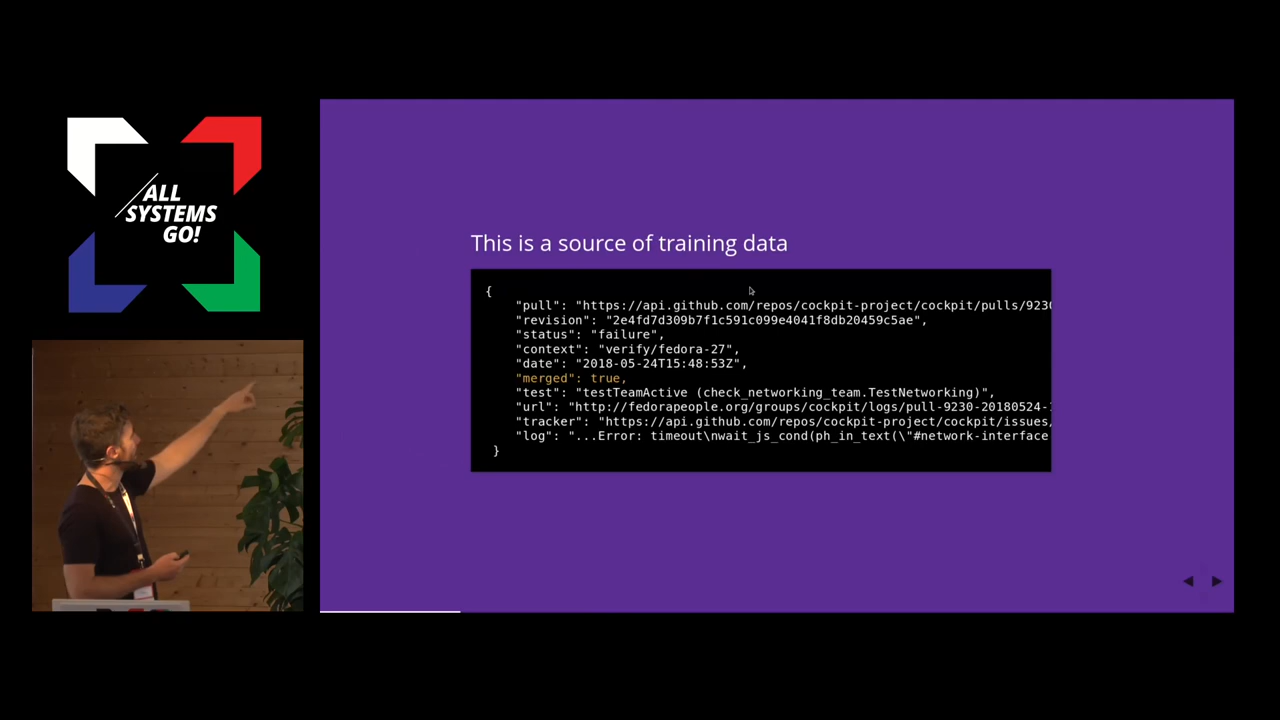 ALL
SYSTEMS
GO!
This is a source of training data
{
"pull": "https://api.github.com/repos/cockpit-project/cockpit/pulls/9230
"revision": "2e4fd7d309b7f1c591c099e4041f8db20459c5ae",
"status": "failure",
"context": "verify/fedora-27",
"date": "2018-05-24T15:48:53Z",
"merged": true,
"test": "testTeamActive (check_networking_team.TestNetworking)",
"url": "http://fedorapeople.org/groups/cockpit/logs/pull-9230-20180524-
"tracker": "https://api.github.com/repos/cockpit-project/cockpit/issues/
"log": "...Error: timeout\nwait_js_cond(ph_in_text(\"#network-interface
}